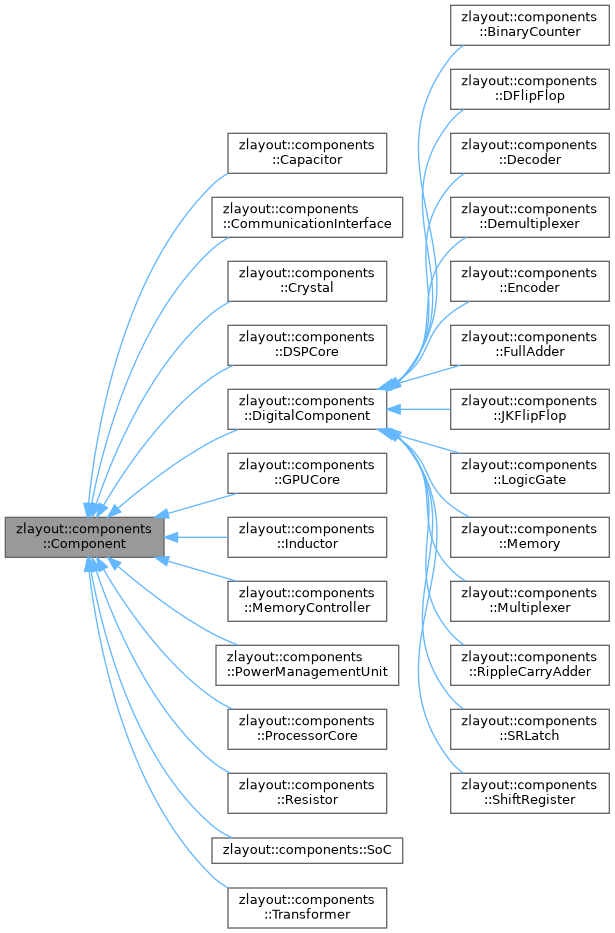 zlayout::components
::Component
zlayout::components
::Capacitor
zlayout::components
::CommunicationInterface
zlayout::components
::Crystal
zlayout::components
::DSPCore
zlayout::components
::DigitalComponent
zlayout::components
::GPUCore
zlayout::components
::Inductor
zlayout::components
::MemoryController
zlayout::components
::PowerManagementUnit
zlayout::components
::ProcessorCore
zlayout::components
::Resistor
zlayout::components::SoC
zlayout::components
::Transformer
zlayout::components
::BinaryCounter
zlayout::components
::DFlipFlop
zlayout::components
::Decoder
zlayout::components
::Demultiplexer
zlayout::components
::Encoder
zlayout::components
::FullAdder
zlayout::components
::JKFlipFlop
zlayout::components
::LogicGate
zlayout::components
::Memory
zlayout::components
::Multiplexer
zlayout::components
::RippleCarryAdder
zlayout::components
::SRLatch
zlayout::components
::ShiftRegister